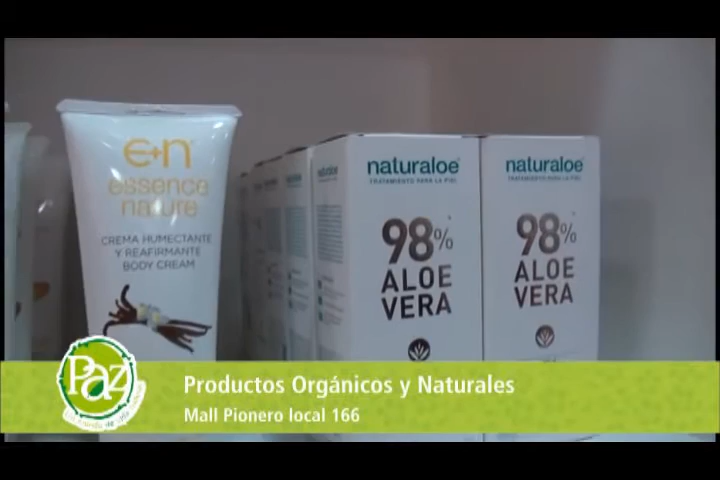 e+n
essence
nature
CREMA HUMECTANTE
Y REAFIRMANTE
BODY CREAM
naturaloe
TRATAMIENTO PARA LA PIEL
98%
ALOE
VERA
naturaloe
TRATAMIENTO PARA LA PIEL
98%
ALOE
VERA
Paz
Productos Orgánicos y Naturales
Mall Pionero local 166